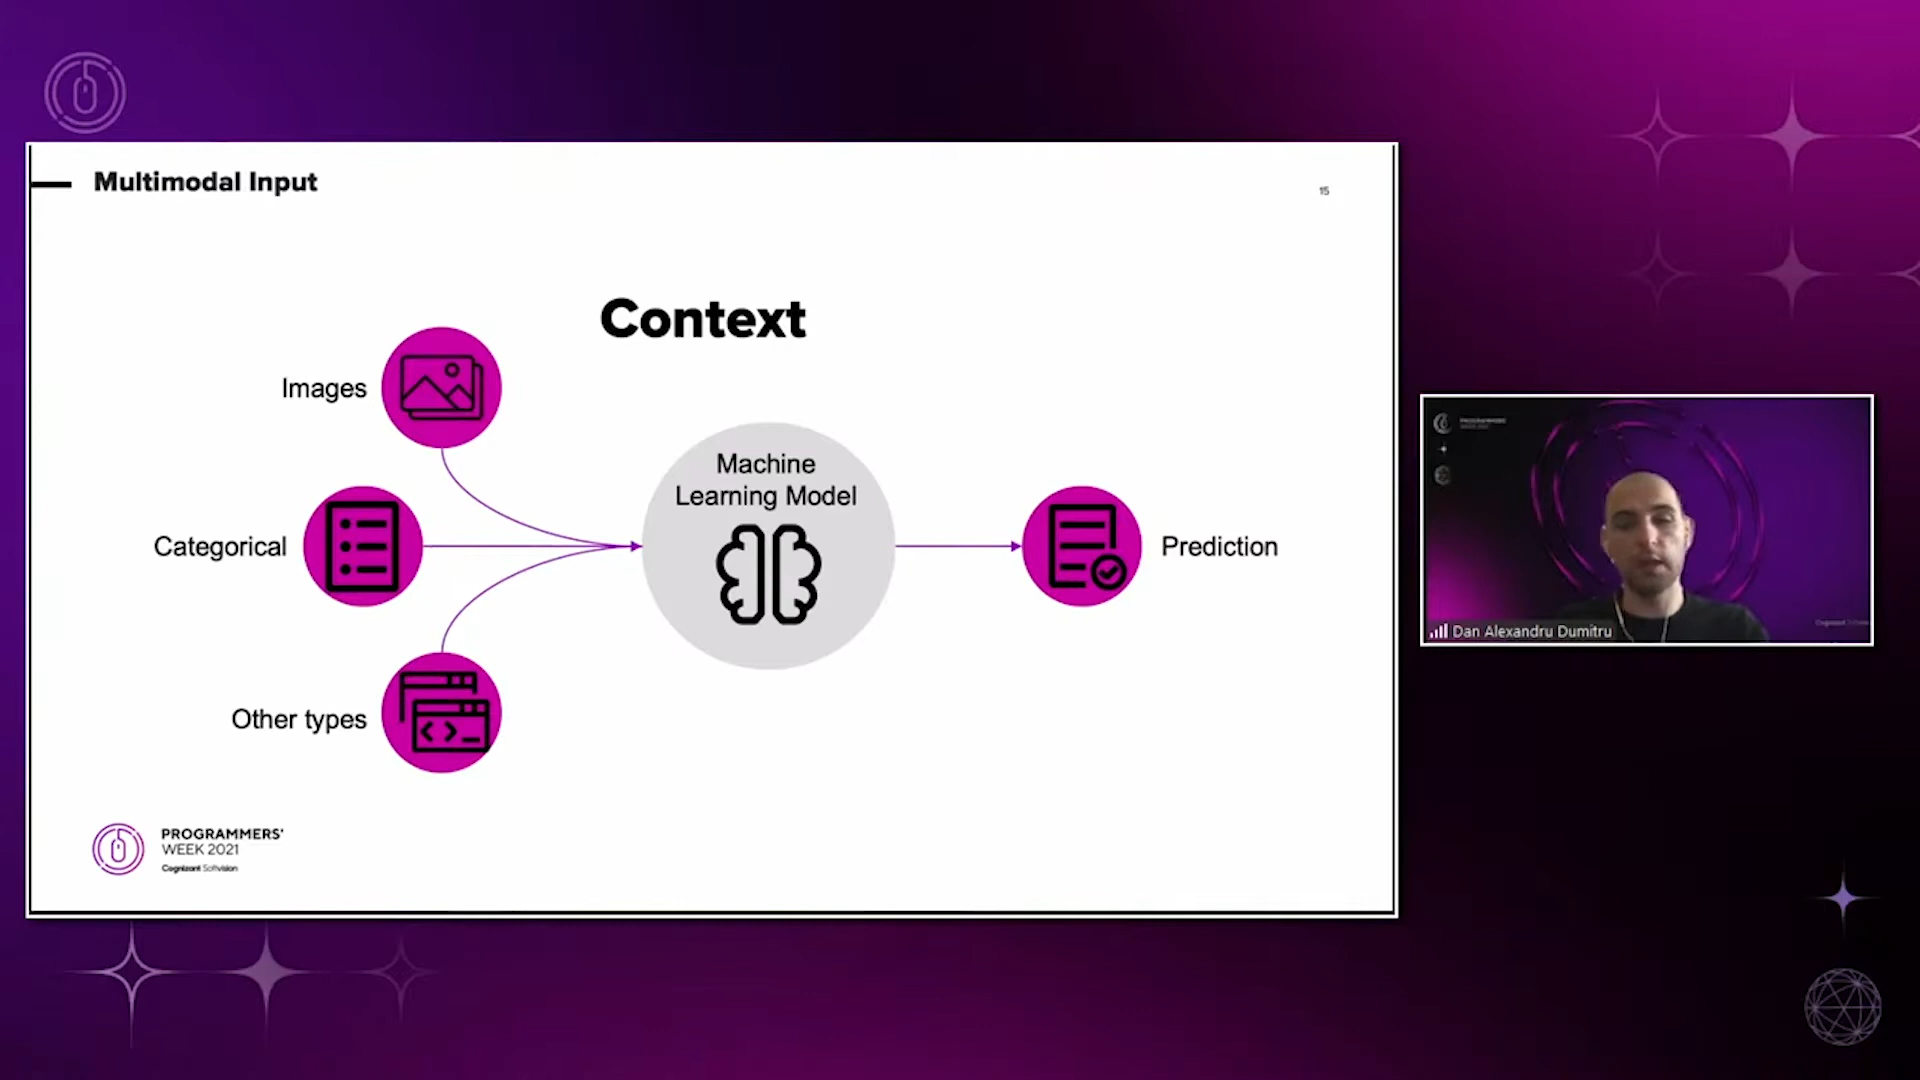 Multimodal Input
15
Context
Images
Machine
Learning Model
Categorical
Prediction
Other types
PROGRAMMERS'
WEEK 2021
Cognizant Softvision
Dan Alexandru Dumitru